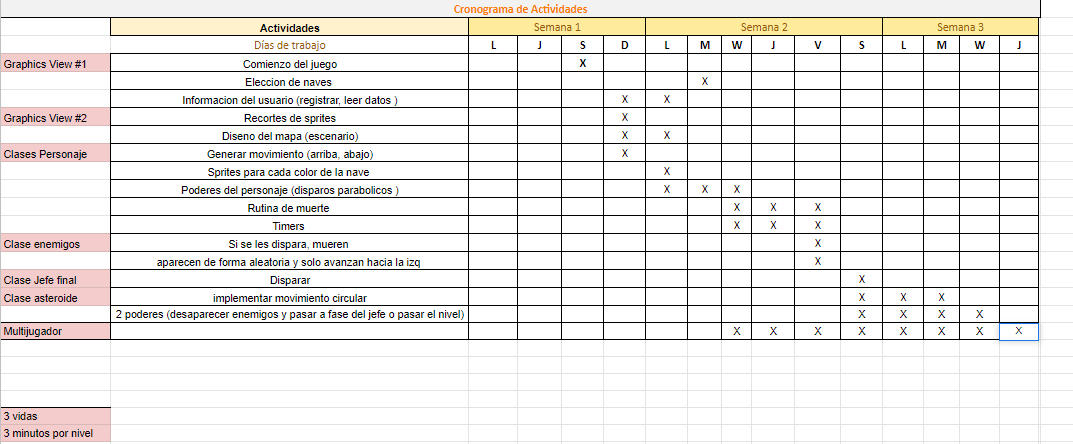 Cronograma de Actividades
Actividades Semana 1 Semana 2 Semana 3
Días de trabajo L J S D L M W J V S L M W J
Graphics View #1 Comienzo del juego X
Eleccion de naves X
Informacion del usuario (registrar, leer datos ) X X
Graphics View #2 Recortes de sprites X
Diseno del mapa (escenario) X X
Clases Personaje Generar movimiento (arriba, abajo) X
Sprites para cada color de la nave X
Poderes del personaje (disparos parabolicos ) X X X
Rutina de muerte X X X
Timers X X X
Clase enemigos Si se les dispara, mueren X
aparecen de forma aleatoria y solo avanzan hacia la izq X
Clase Jefe final Disparar X
Clase asteroide implementar movimiento circular X X X
2 poderes (desaparecer enemigos y pasar a fase del jefe o pasar el nivel) X X X X
Multijugador X X X X X X X X
3 vidas
3 minutos por nivel